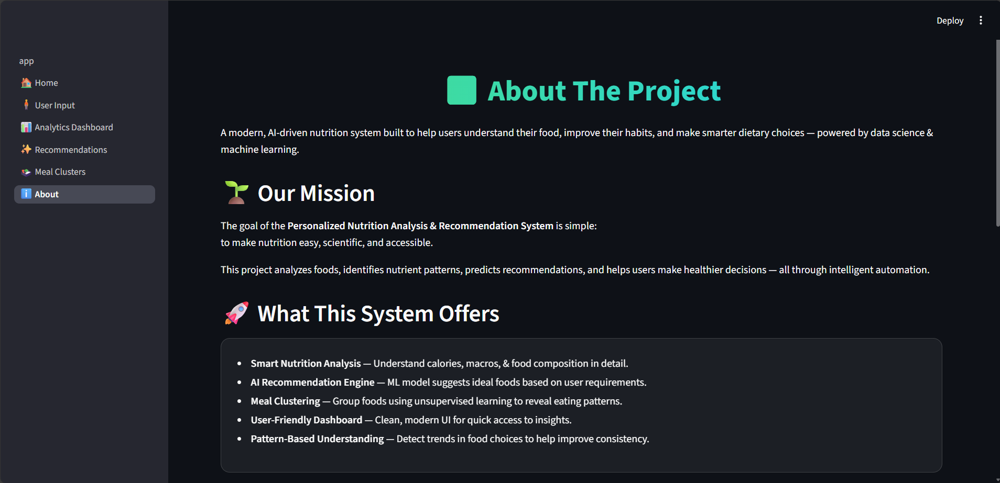 Deploy
app
Home
User Input
Analytics Dashboard
Recommendations
Meal Clusters
About
About The Project
A modern, AI-driven nutrition system built to help users understand their food, improve their habits, and make smarter dietary choices — powered by data science &
machine learning.
Our Mission
The goal of the Personalized Nutrition Analysis & Recommendation System is simple:
to make nutrition easy, scientific, and accessible.
This project analyzes foods, identifies nutrient patterns, predicts recommendations, and helps users make healthier decisions — all through intelligent automation.
What This System Offers
• Smart Nutrition Analysis — Understand calories, macros, & food composition in detail.
• AI Recommendation Engine — ML model suggests ideal foods based on user requirements.
• Meal Clustering — Group foods using unsupervised learning to reveal eating patterns.
• User-Friendly Dashboard — Clean, modern UI for quick access to insights.
• Pattern-Based Understanding — Detect trends in food choices to help improve consistency.